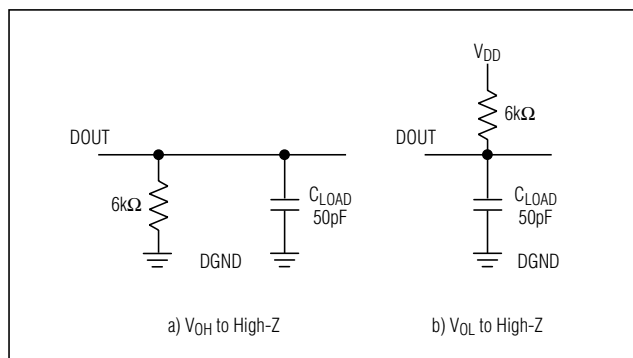 V_DD
6kΩ
DOUT
DOUT
6kΩ
C_LOAD
50pF
C_LOAD
50pF
DGND
DGND
a) V_OH to High-Z
b) V_OL to High-Z